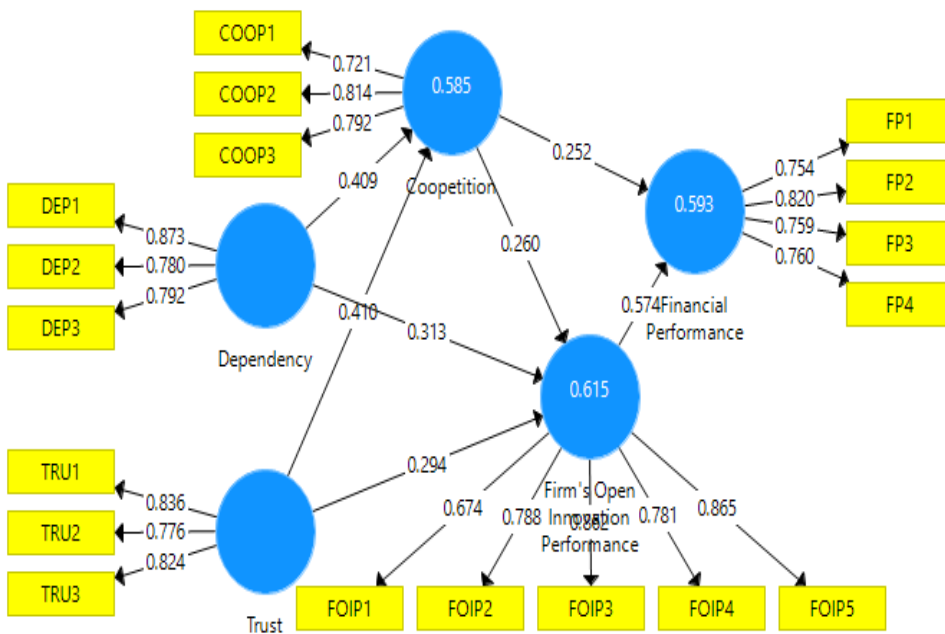 COOP1
0.721
COOP2
0.814
COOP3
0.792
0.585
Coopetition
0.409
0.252
FP1
0.754
FP2
0.820
FP3
0.759
FP4
0.760
0.593
Financial
Performance
DEP1
0.873
DEP2
0.780
DEP3
0.792
Dependency
0.260
0.410
0.313
0.574
0.615
TRU1
0.836
TRU2
0.776
TRU3
0.824
Trust
0.294
Firm's Open
Innovation
Performance
0.674
0.788
0.781
0.865
FOIP1
FOIP2
FOIP3
FOIP4
FOIP5